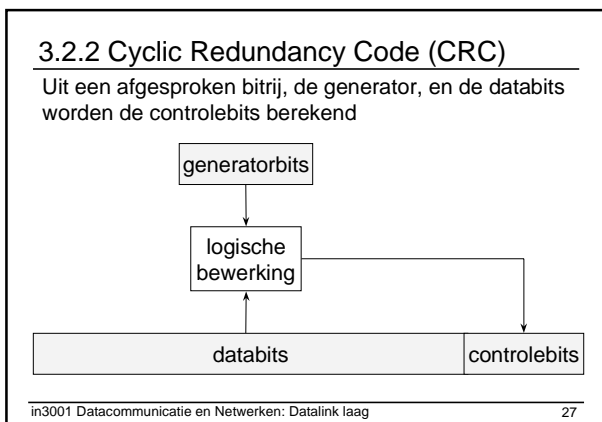 3.2.2 Cyclic Redundancy Code (CRC)
Uit een afgesproken bitrij, de generator, en de databits
worden de controlebits berekend
generatorbits
logische
bewerking
databits
controlebits
in3001 Datacommunicatie en Netwerken: Datalink laag
27